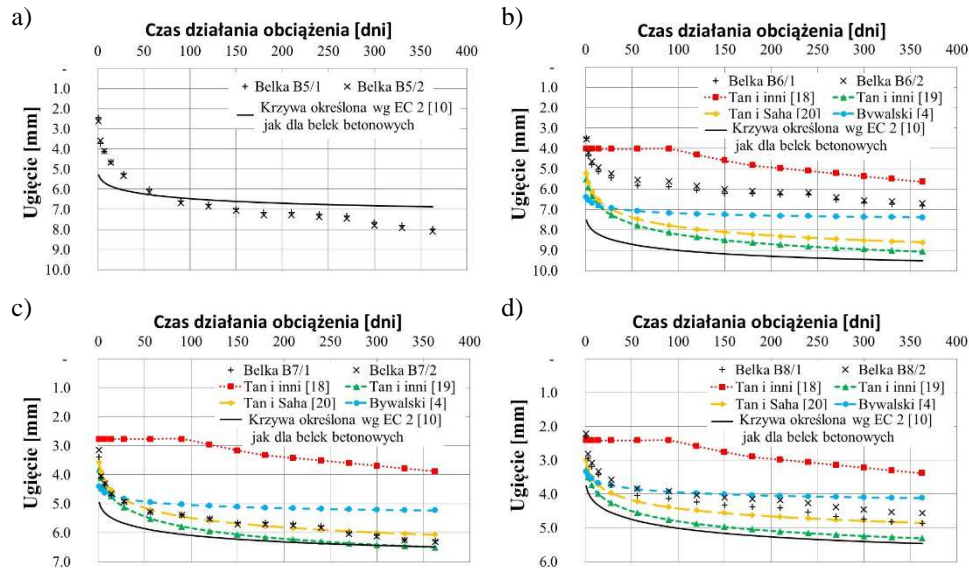 a)
Czas działania obciążenia [dni]
0 50 100 150 200 250 300 350 400
Ugięcie [mm]
-
1.0
2.0
3.0
4.0
5.0
6.0
7.0
8.0
9.0
10.0
Belka B5/1 Belka B5/2
Krzywa określona wg EC 2 [10]
jak dla belek betonowych
b)
Czas działania obciążenia [dni]
0 50 100 150 200 250 300 350 400
Ugięcie [mm]
-
1.0
2.0
3.0
4.0
5.0
6.0
7.0
8.0
9.0
10.0
Belka B6/1 Belka B6/2
Tan i inni [18] Tan i inni [19]
Tan i Saha [20] Bywalski [4]
Krzywa określona wg EC 2 [10]
jak dla belek betonowych
c)
Czas działania obciążenia [dni]
0 50 100 150 200 250 300 350 400
Ugięcie [mm]
-
1.0
2.0
3.0
4.0
5.0
6.0
7.0
Belka B7/1 Belka B7/2
Tan i inni [18] Tan i inni [19]
Tan i Saha [20] Bywalski [4]
Krzywa określona wg EC 2 [10]
jak dla belek betonowych
d)
Czas działania obciążenia [dni]
0 50 100 150 200 250 300 350 400
Ugięcie [mm]
-
1.0
2.0
3.0
4.0
5.0
6.0
Belka B8/1 Belka B8/2
Tan i inni [18] Tan i inni [19]
Tan i Saha [20] Bywalski [4]
Krzywa określona wg EC 2 [10]
jak dla belek betonowych